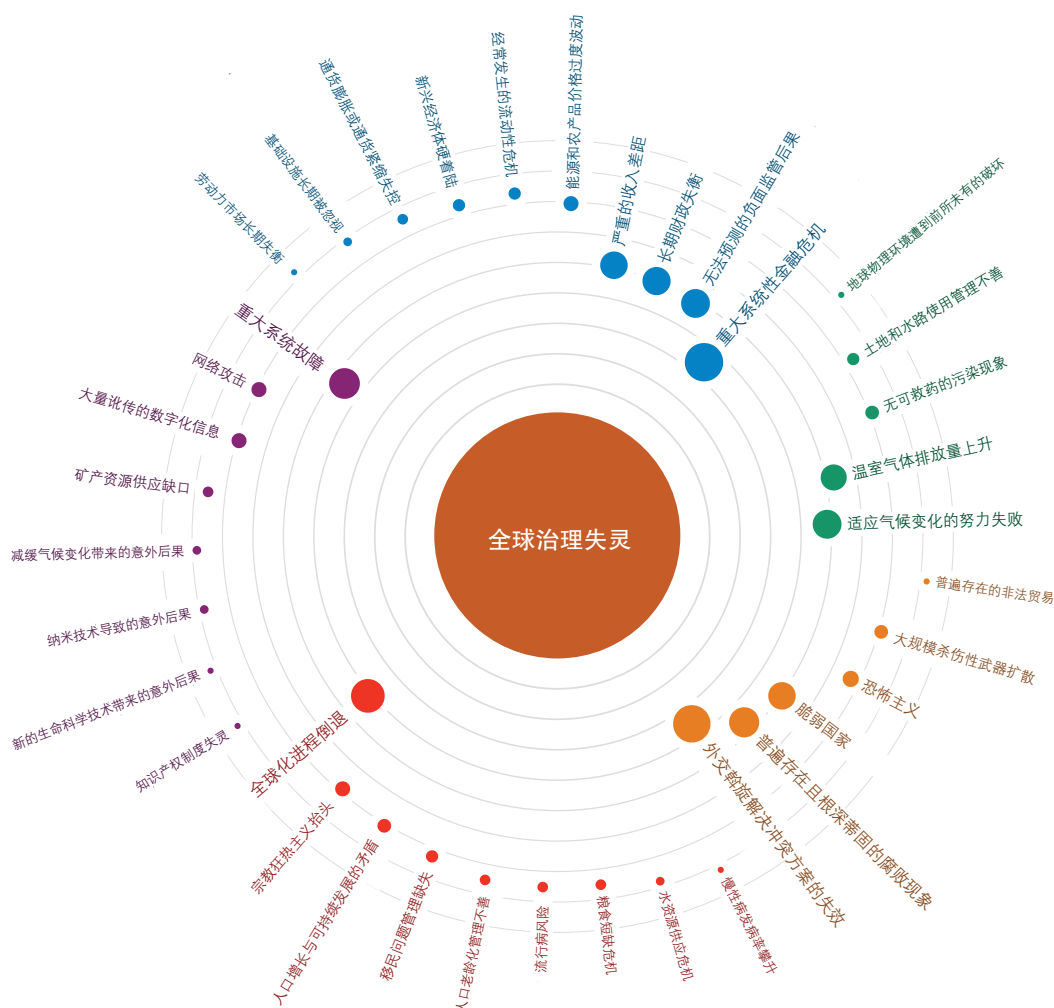 全球治理失灵
劳动力市场长期失衡
基础设施长期被忽视
通货膨胀或通货紧缩失控
新兴经济体硬着陆
经常发生的流动性危机
能源和农产品价格过度波动
严重的收入差距
长期财政失衡
无法预测的负面监管后果
重大系统性金融危机
地球物理环境遭到前所未有的破坏
土地和水路使用管理不善
无可救药的污染现象
温室气体排放量上升
适应气候变化的努力失败
普遍存在的非法贸易
大规模杀伤性武器扩散
恐怖主义
脆弱国家
普遍存在且根深蒂固的腐败现象
外交斡旋解决冲突方案的失效
慢性病发病率攀升
水资源供应危机
粮食短缺危机
流行病风险
人口老龄化管理不善
移民问题管理缺失
人口增长与可持续发展的矛盾
宗教狂热主义抬头
全球化进程倒退
知识产权制度失灵
新的生命科学技术带来的意外后果
纳米技术导致的意外后果
减缓气候变化带来的意外后果
矿产资源供应缺口
大量讹传的数字化信息
网络攻击
重大系统故障